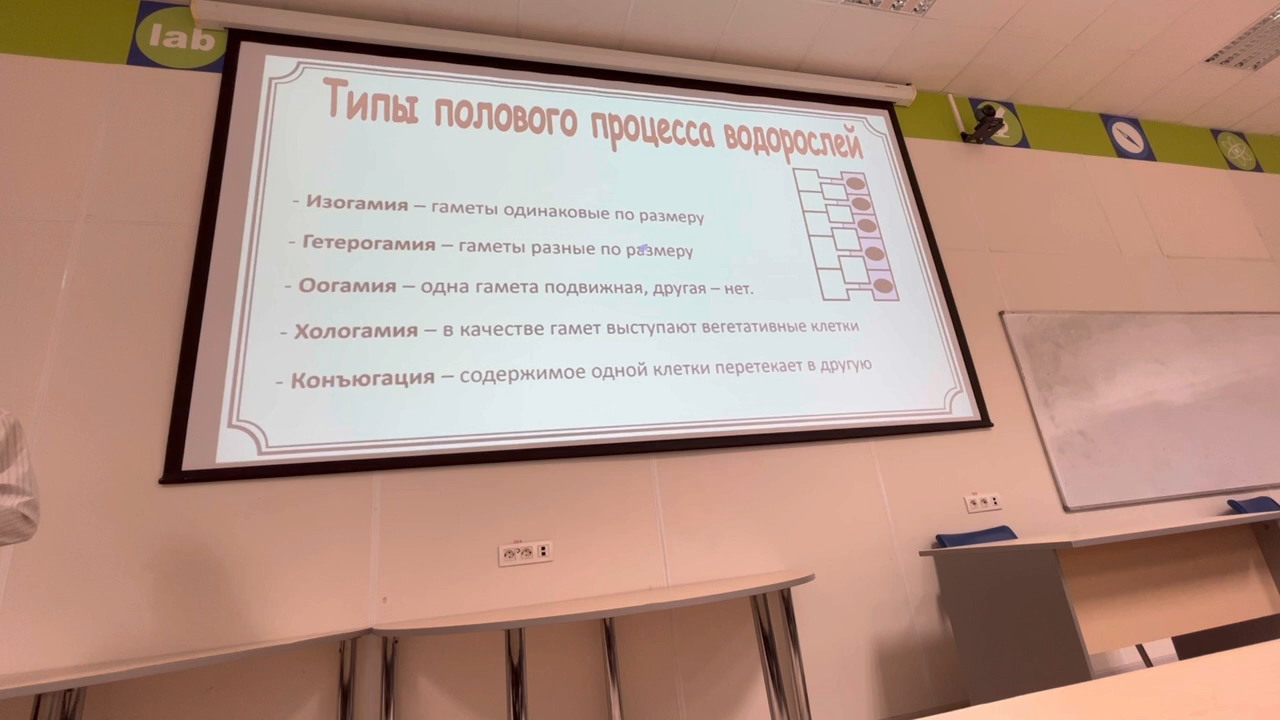 lab
Типы полового процесса водорослей
- Изогамия – гаметы одинаковые по размеру
- Гетерогамия – гаметы разные по размеру
- Оогамия – одна гамета подвижная, другая – нет.
- Хологамия – в качестве гамет выступают вегетативные клетки
- Конъюгация – содержимое одной клетки перетекает в другую